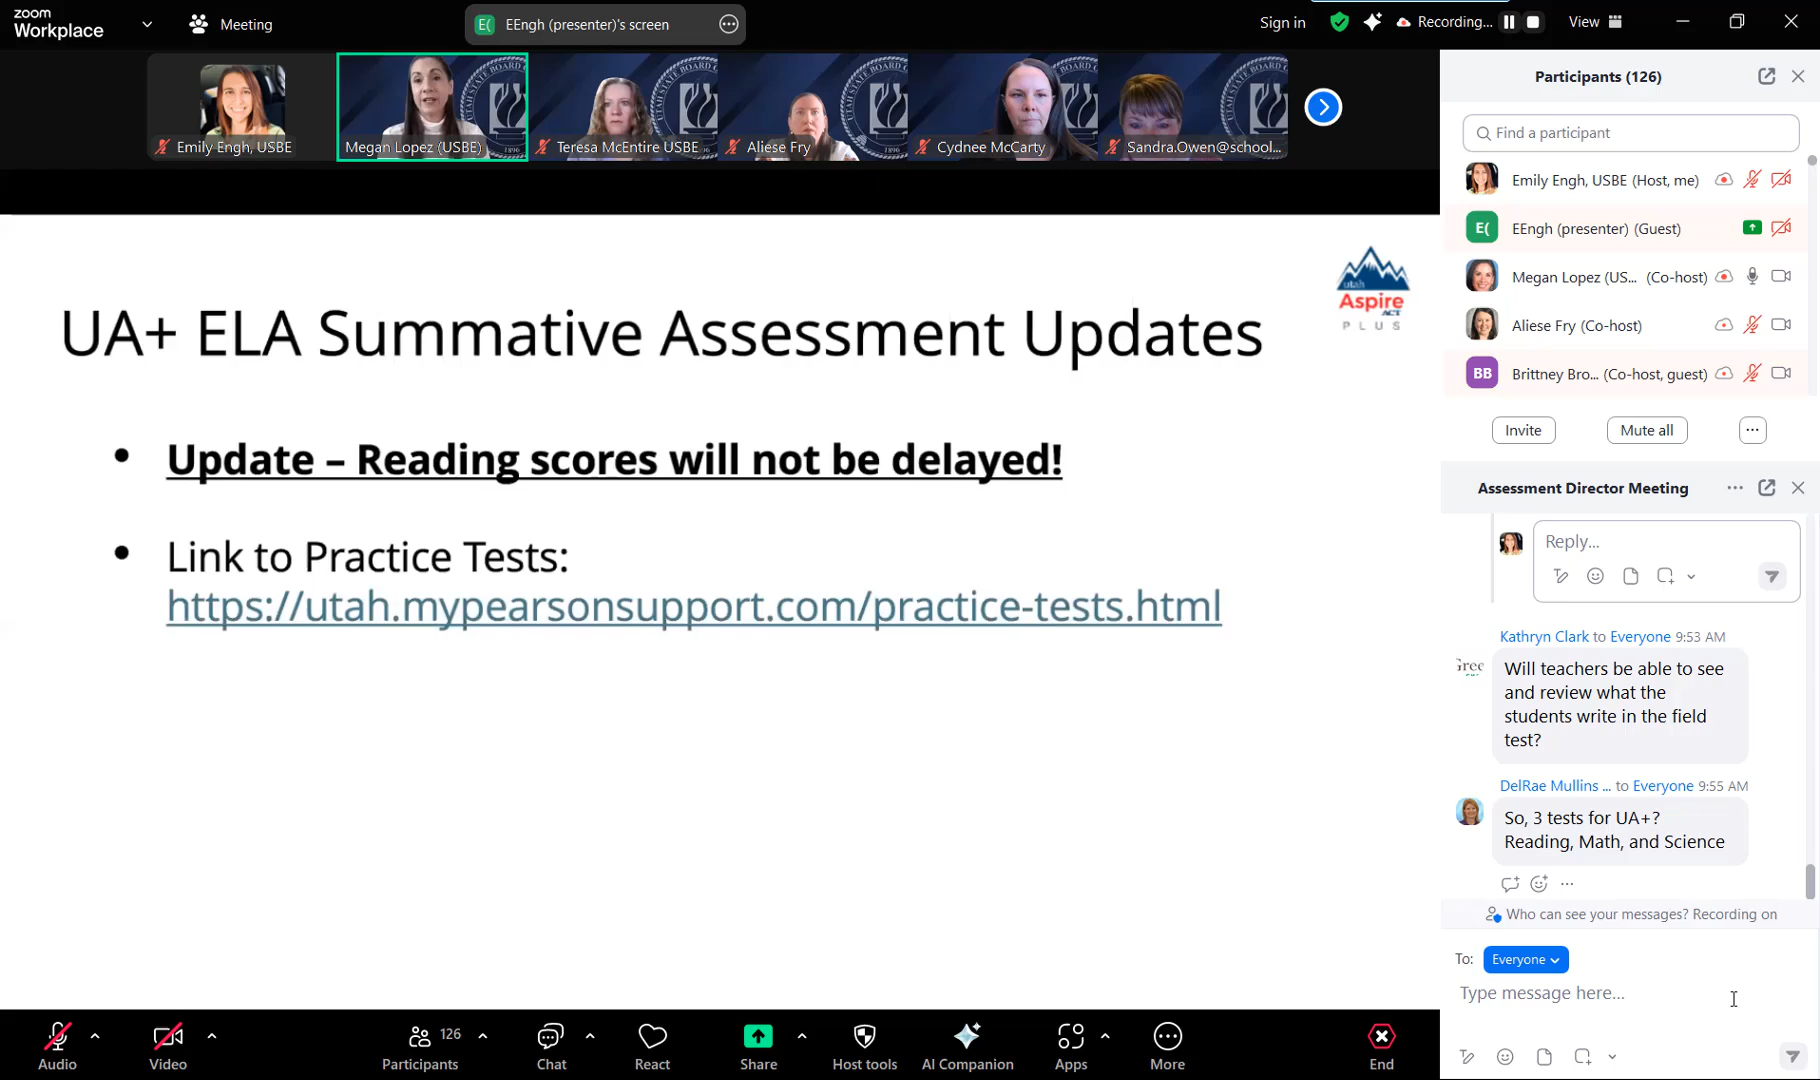 zoom
Workplace
Meeting
E(
EEngh (presenter)'s screen
Sign in
Recording...
View
Emily Engh, USBE
Megan Lopez (USBE)
Teresa McEntire USBE
Aliese Fry
Cydnee McCarty
Sandra.Owen@school...
utah
Aspire
ACT
PLUS
UA+ ELA Summative Assessment Updates
• Update – Reading scores will not be delayed!
• Link to Practice Tests:
https://utah.mypearsonsupport.com/practice-tests.html
Participants (126)
Find a participant
Emily Engh, USBE (Host, me)
E(
EEngh (presenter) (Guest)
Megan Lopez (US... (Co-host)
Aliese Fry (Co-host)
BB
Brittney Bro... (Co-host, guest)
Invite
Mute all
Assessment Director Meeting
Reply...
Kathryn Clark to Everyone 9:53 AM
Will teachers be able to see
and review what the
students write in the field
test?
DelRae Mullins ... to Everyone 9:55 AM
So, 3 tests for UA+?
Reading, Math, and Science
Who can see your messages? Recording on
To: Everyone
Type message here...
Audio
Video
126
Participants
Chat
React
Share
Host tools
AI Companion
Apps
More
End